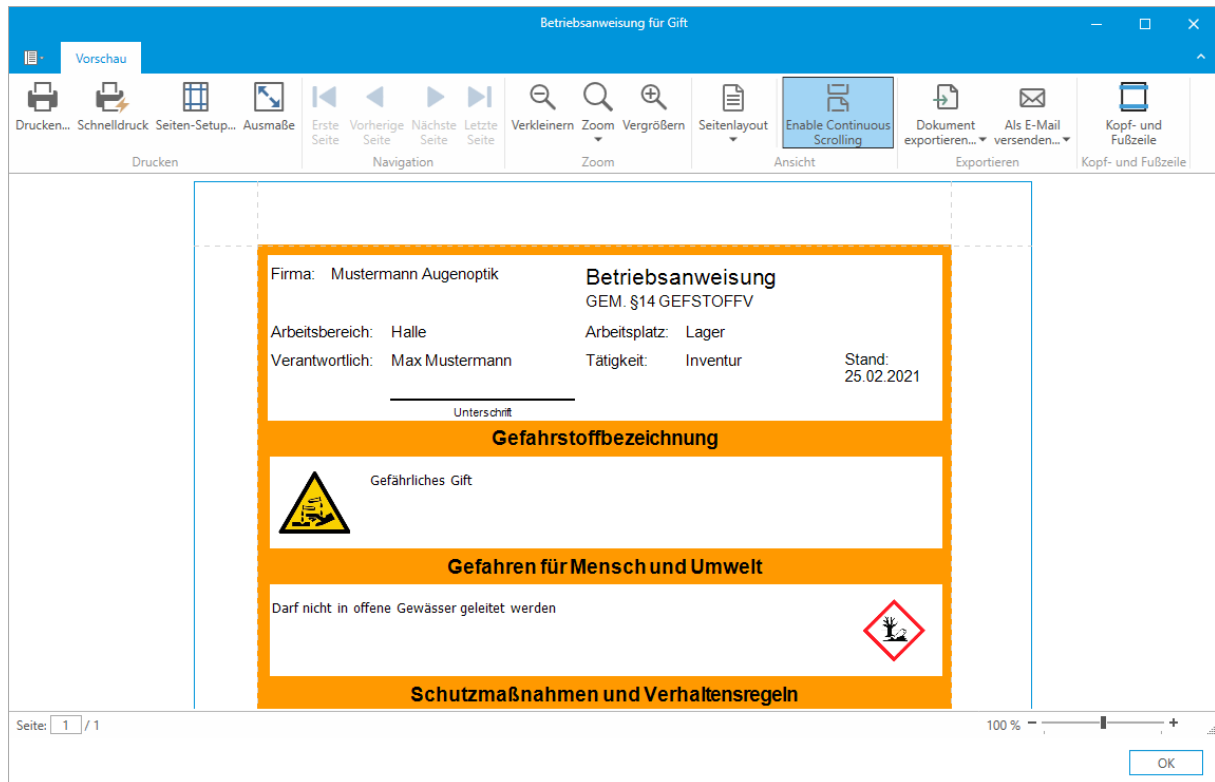 Betriebsanweisung für Gift
Vorschau
Drucken... Schnelldruck Seiten-Setup... Ausmaße Erste Seite Vorherige Seite Nächste Seite Letzte Seite Verkleinern Zoom Vergrößern Seitenlayout Enable Continuous Scrolling Dokument exportieren... Als E-Mail versenden... Kopf- und Fußzeile
Drucken Navigation Zoom Ansicht Exportieren Kopf- und Fußzeile
Firma: Mustermann Augenoptik Betriebsanweisung
GEM. §14 GEFSTOFFV
Arbeitsbereich: Halle Arbeitsplatz: Lager
Verantwortlich: Max Mustermann Tätigkeit: Inventur Stand:
25.02.2021
Unterschrift
Gefahrstoffbezeichnung
Gefährliches Gift
Gefahren für Mensch und Umwelt
Darf nicht in offene Gewässer geleitet werden
Schutzmaßnahmen und Verhaltensregeln
Seite: 1 / 1 100 % - +
OK